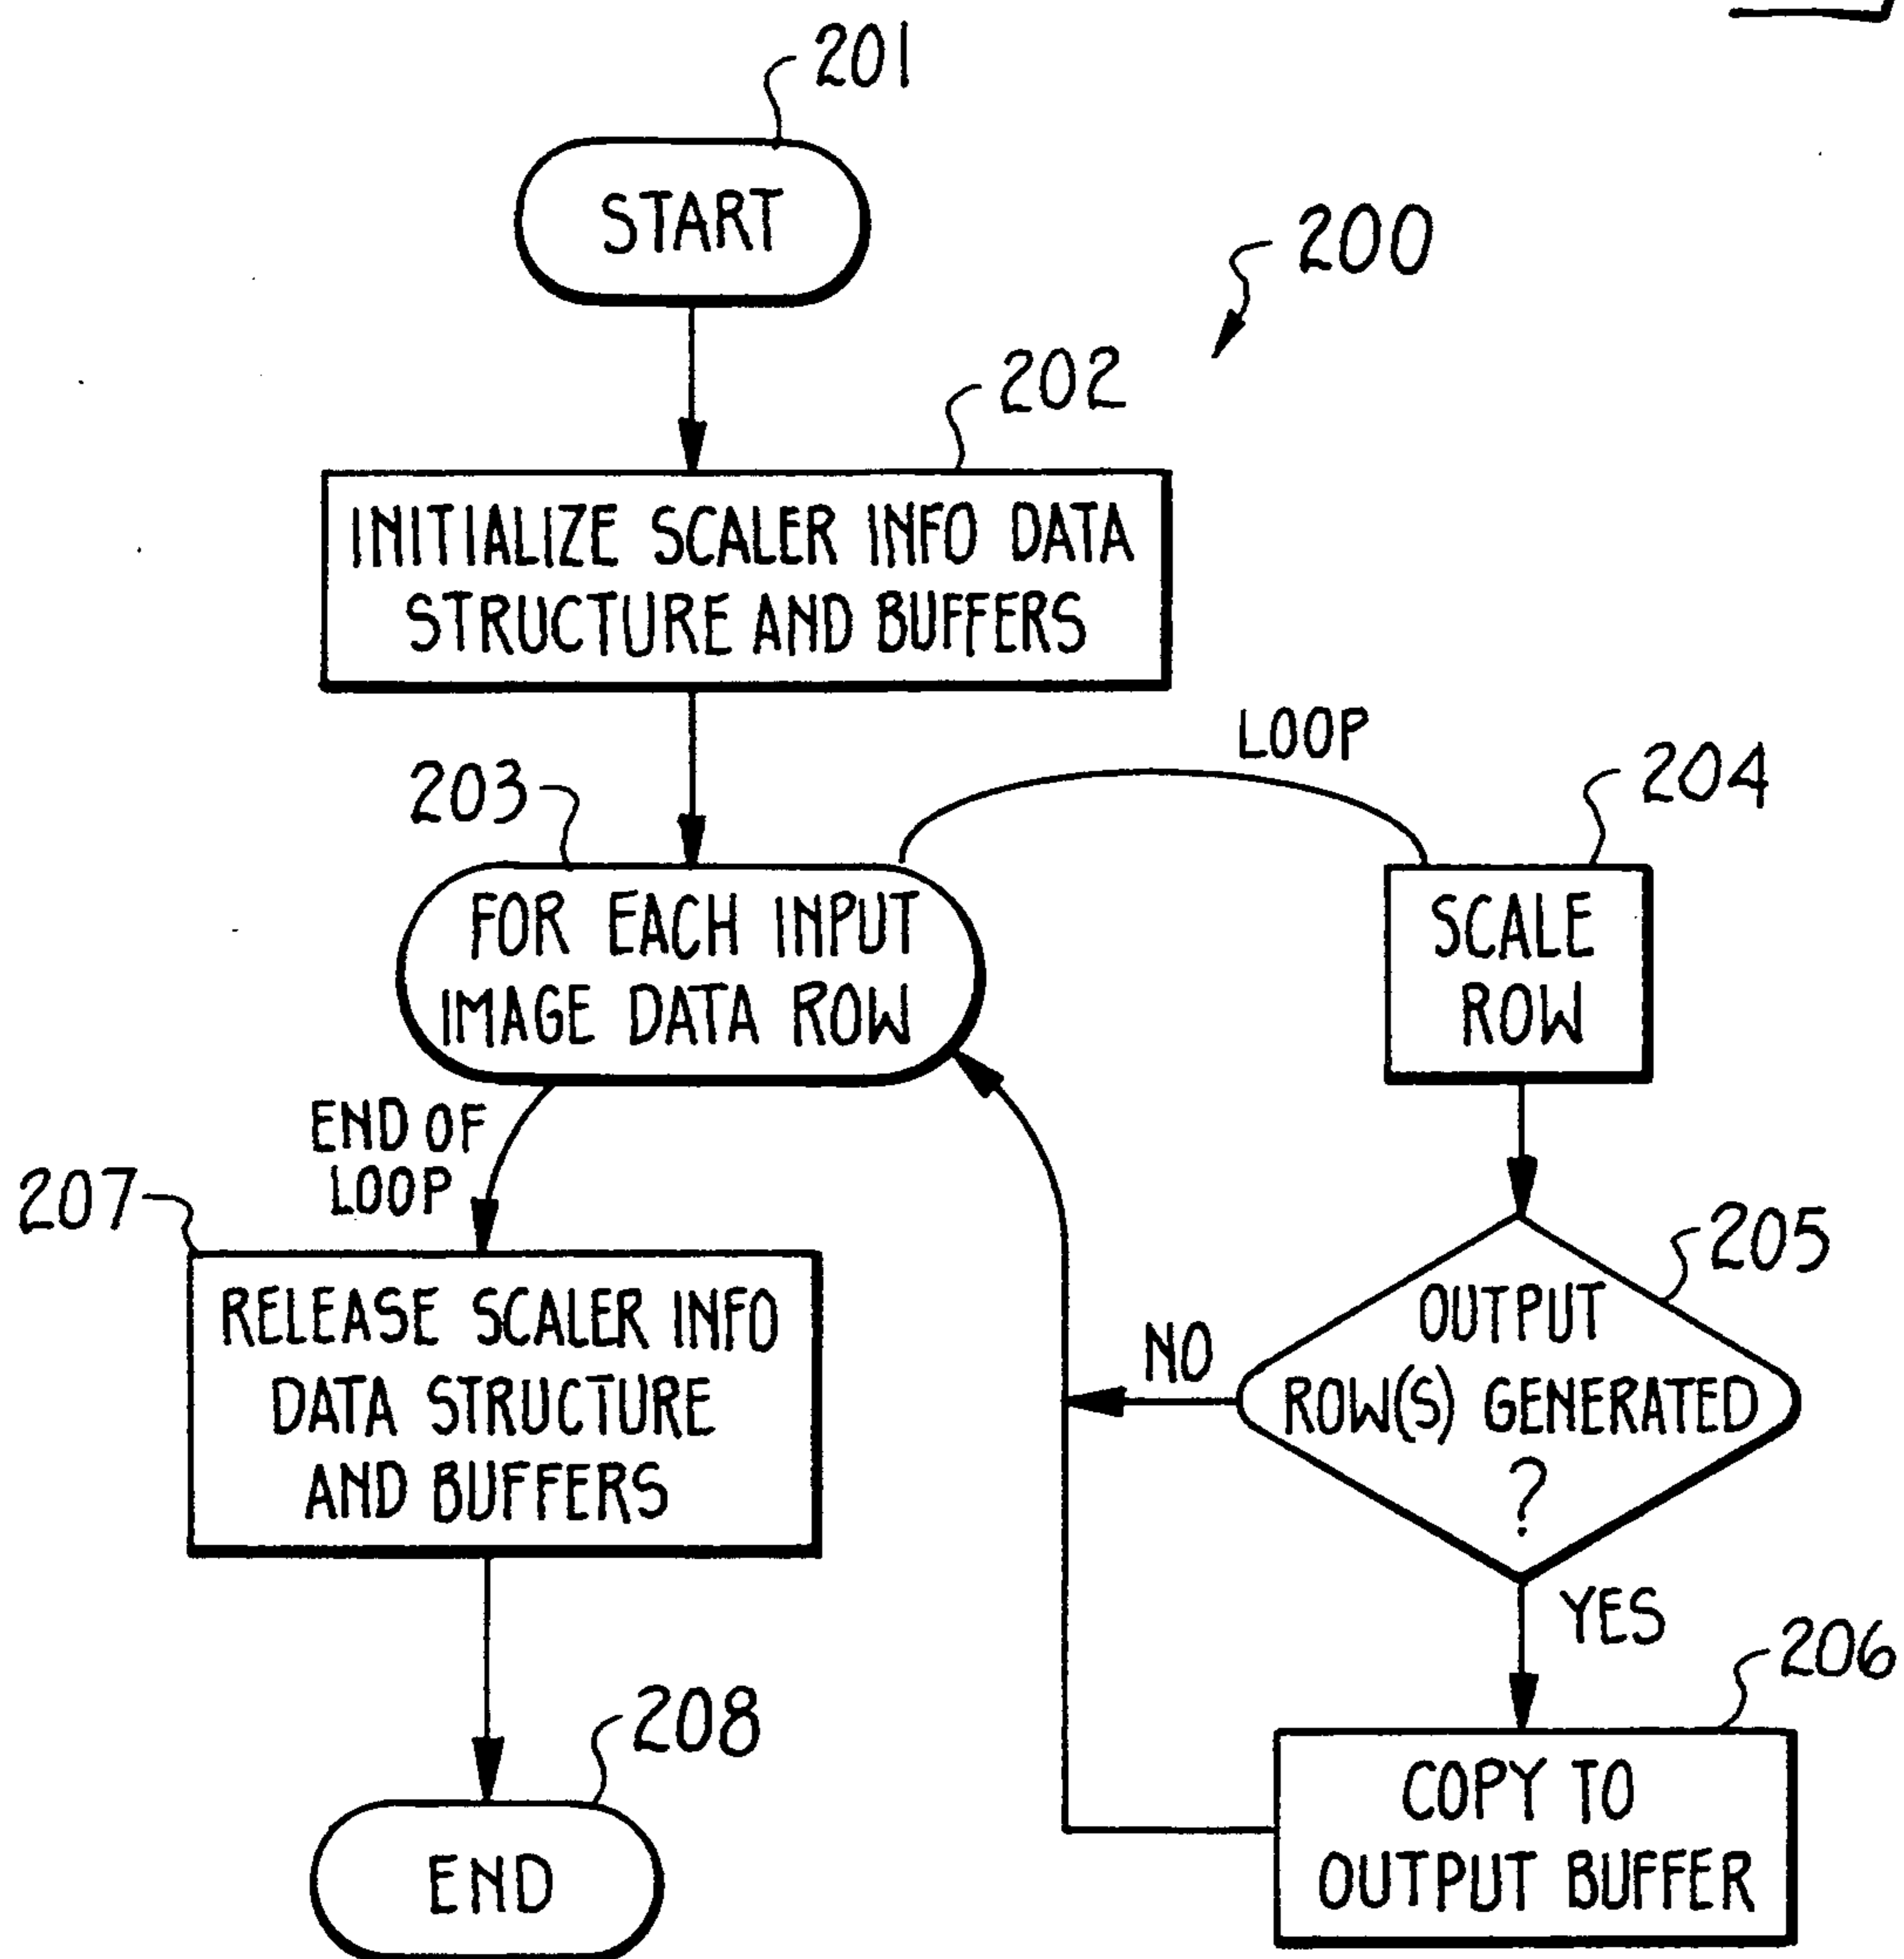 201
START
200
202
INITIALIZE SCALER INFO DATA
STRUCTURE AND BUFFERS
LOOP
203
204
FOR EACH INPUT
IMAGE DATA ROW
SCALE
ROW
END OF
LOOP
207
205
RELEASE SCALER INFO
DATA STRUCTURE
AND BUFFERS
OUTPUT
ROW(S) GENERATED
?
NO
YES
206
208
COPY TO
OUTPUT BUFFER
END